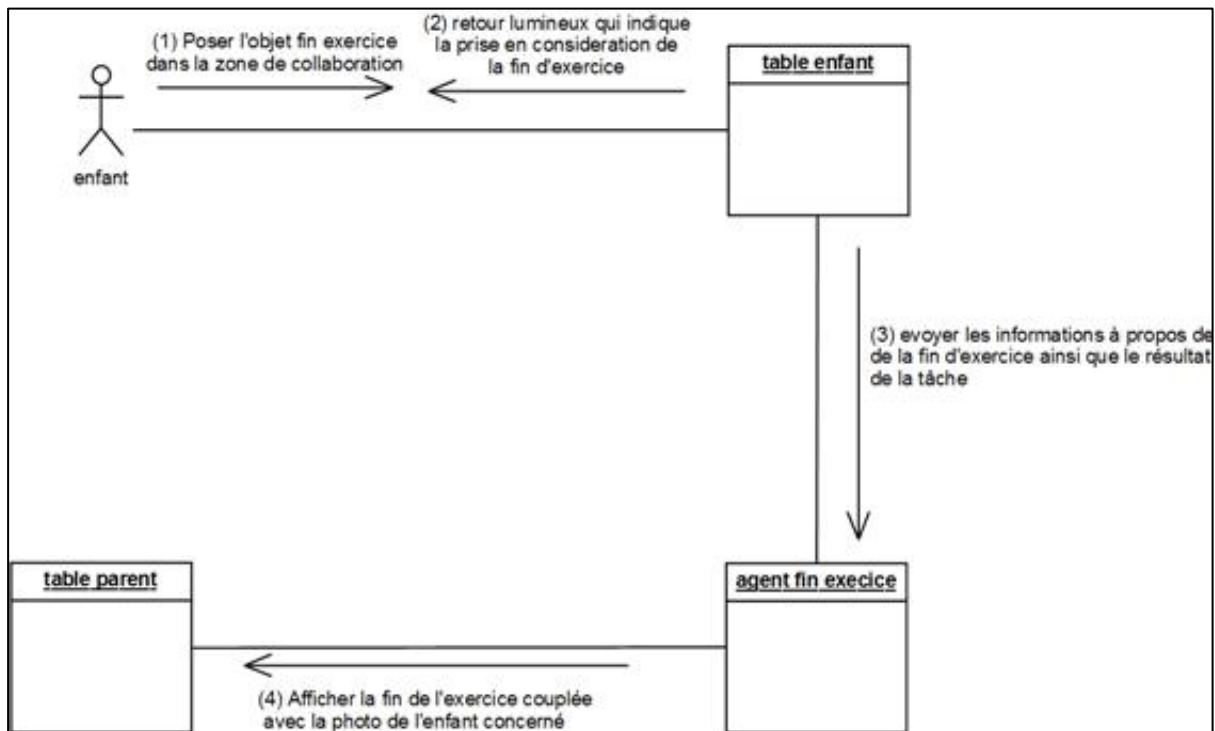 (1) Poser l'objet fin exercice
dans la zone de collaboration
(2) retour lumineux qui indique
la prise en consideration de
la fin d'exercice
table enfant
enfant
(3) evoyer les informations à propos de
de la fin d'exercice ainsi que le résultat
de la tâche
table parent
agent fin execice
(4) Afficher la fin de l'exercice couplée
avec la photo de l'enfant concerné